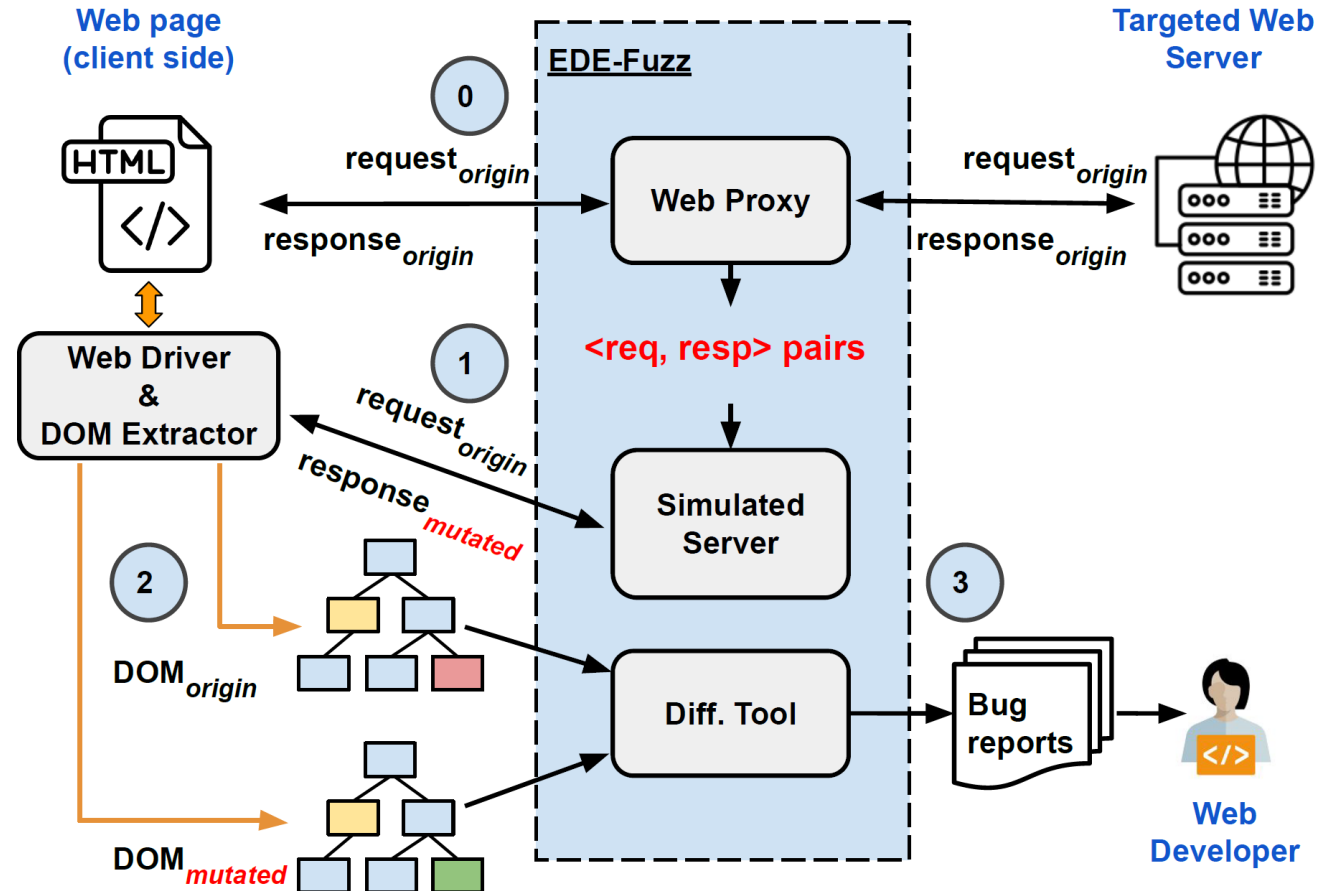 Web page
(client side)
Targeted Web
Server
EDE-Fuzz
0
HTML
</>
request origin
response origin
Web Proxy
request origin
response origin
<req, resp> pairs
1
Web Driver
&
DOM Extractor
request origin
response mutated
Simulated
Server
2
DOM origin
3
Diff. Tool
Bug
reports
</>
Web
Developer
DOM mutated